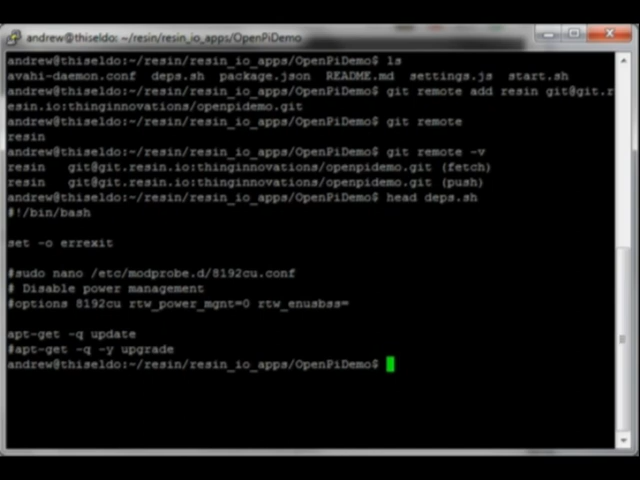 andrew@thiseldo: ~/resin/resin_io_apps/OpenPiDemo
andrew@thiseldo:~/resin/resin_io_apps/OpenPiDemo$ ls
avahi-daemon.conf  deps.sh  package.json  README.md  settings.js  start.sh
andrew@thiseldo:~/resin/resin_io_apps/OpenPiDemo$ git remote add resin git@git.r
esin.io:thinginnovations/openpidemo.git
andrew@thiseldo:~/resin/resin_io_apps/OpenPiDemo$ git remote
resin
andrew@thiseldo:~/resin/resin_io_apps/OpenPiDemo$ git remote -v
resin   git@git.resin.io:thinginnovations/openpidemo.git (fetch)
resin   git@git.resin.io:thinginnovations/openpidemo.git (push)
andrew@thiseldo:~/resin/resin_io_apps/OpenPiDemo$ head deps.sh
#!/bin/bash
set -o errexit
#sudo nano /etc/modprobe.d/8192cu.conf
# Disable power management
#options 8192cu rtw_power_mgnt=0 rtw_enusbss=
apt-get -q update
#apt-get -q -y upgrade
andrew@thiseldo:~/resin/resin_io_apps/OpenPiDemo$